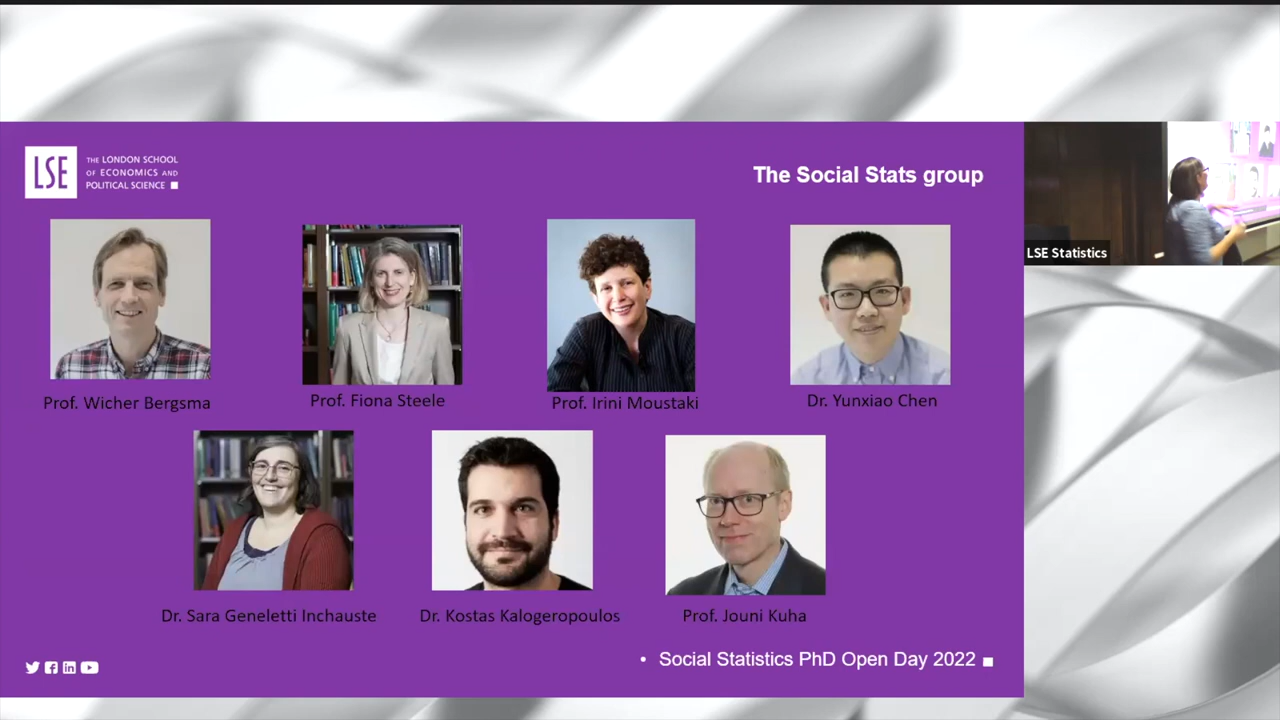 LSE
THE LONDON SCHOOL
OF ECONOMICS AND
POLITICAL SCIENCE
The Social Stats group
Prof. Wicher Bergsma
Prof. Fiona Steele
Prof. Irini Moustaki
Dr. Yunxiao Chen
LSE Statistics
Dr. Sara Geneletti Inchauste
Dr. Kostas Kalogeropoulos
Prof. Jouni Kuha
• Social Statistics PhD Open Day 2022